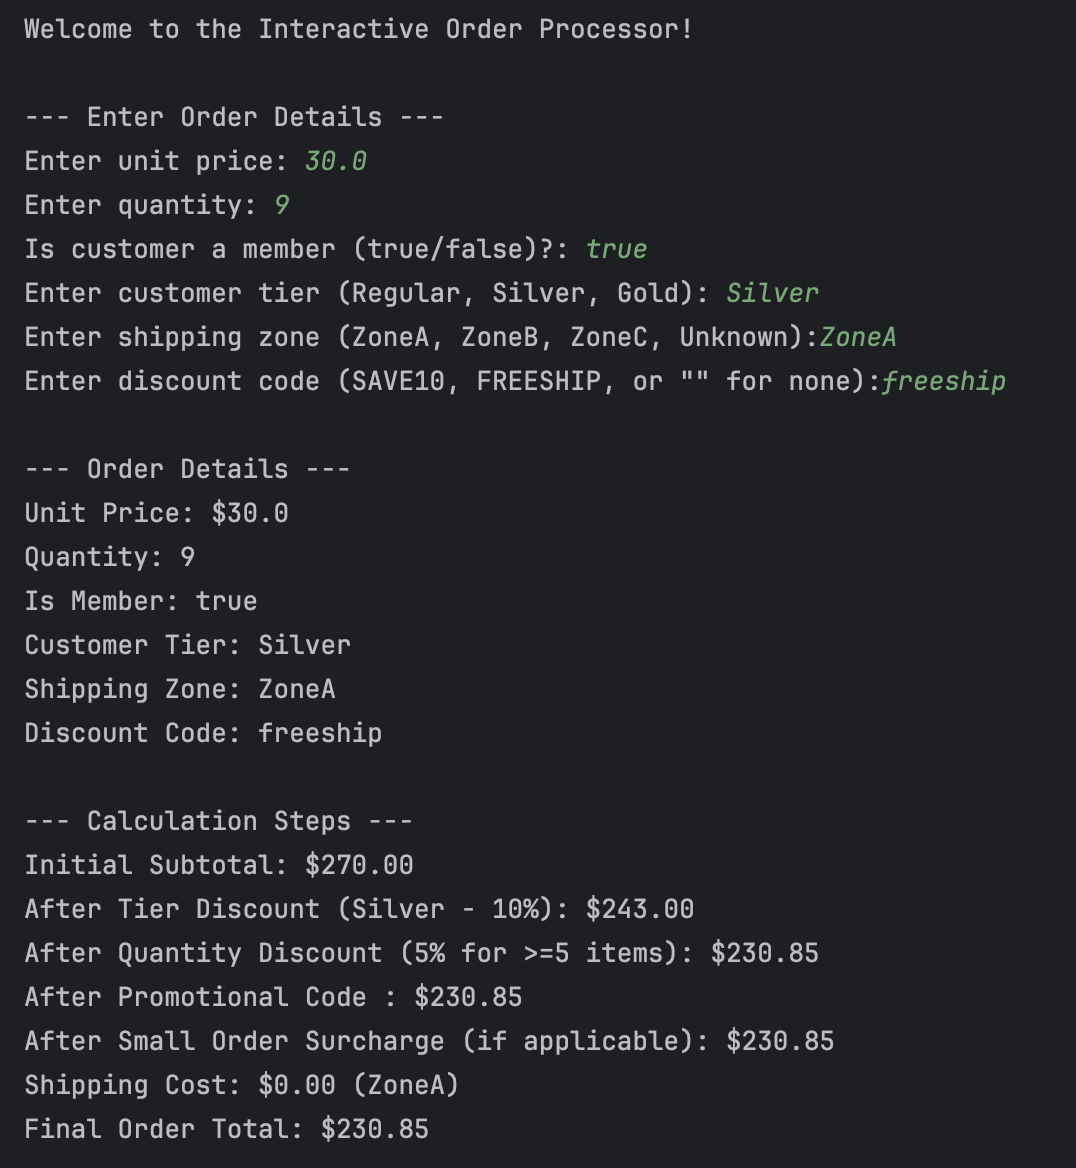 Welcome to the Interactive Order Processor!
--- Enter Order Details ---
Enter unit price: 30.0
Enter quantity: 9
Is customer a member (true/false)?: true
Enter customer tier (Regular, Silver, Gold): Silver
Enter shipping zone (ZoneA, ZoneB, ZoneC, Unknown):ZoneA
Enter discount code (SAVE10, FREESHIP, or "" for none):freeship
--- Order Details ---
Unit Price: $30.0
Quantity: 9
Is Member: true
Customer Tier: Silver
Shipping Zone: ZoneA
Discount Code: freeship
--- Calculation Steps ---
Initial Subtotal: $270.00
After Tier Discount (Silver - 10%): $243.00
After Quantity Discount (5% for >=5 items): $230.85
After Promotional Code : $230.85
After Small Order Surcharge (if applicable): $230.85
Shipping Cost: $0.00 (ZoneA)
Final Order Total: $230.85